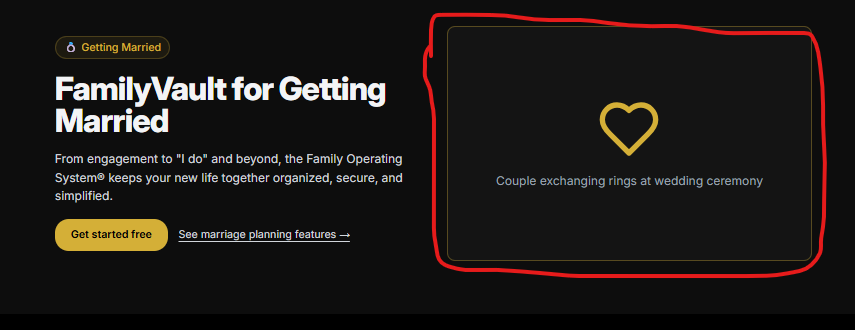 Getting Married
FamilyVault for Getting
Married
From engagement to "I do" and beyond, the Family Operating
System® keeps your new life together organized, secure, and
simplified.
Get started free
See marriage planning features →
Couple exchanging rings at wedding ceremony